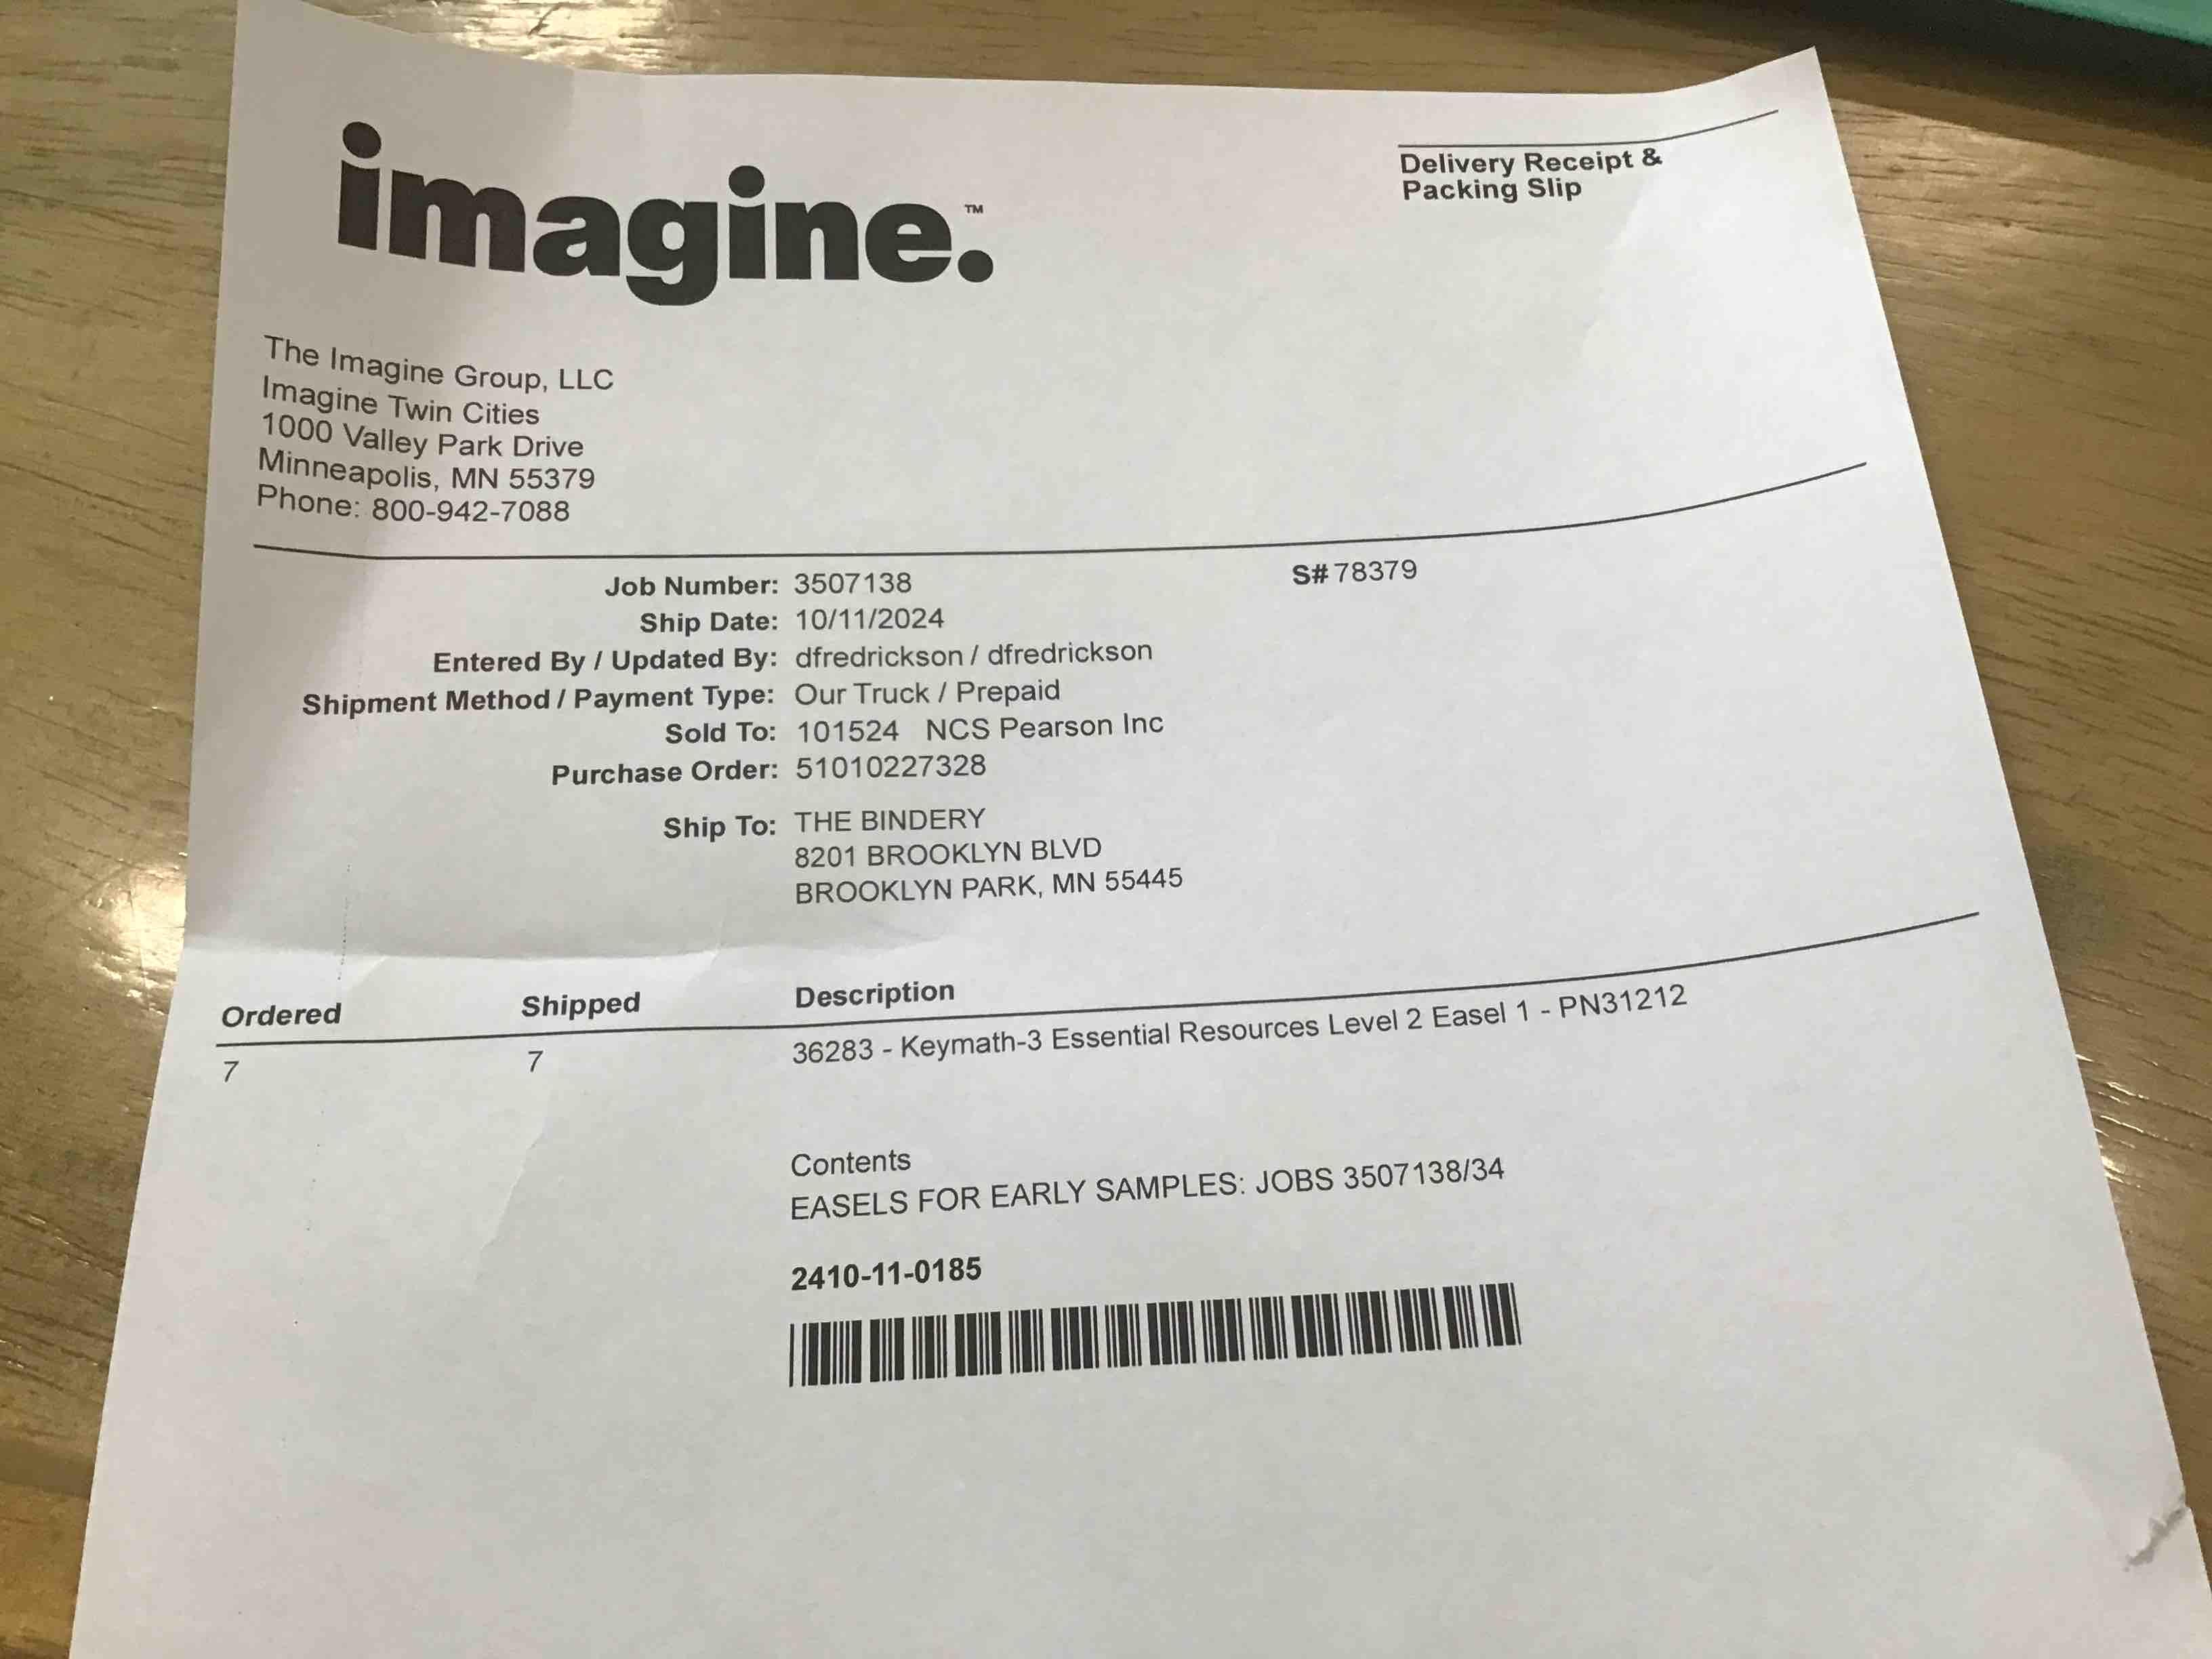 imagine.™
Delivery Receipt &
Packing Slip
The Imagine Group, LLC
Imagine Twin Cities
1000 Valley Park Drive
Minneapolis, MN 55379
Phone: 800-942-7088
Job Number: 3507138 S# 78379
Ship Date: 10/11/2024
Entered By / Updated By: dfredrickson / dfredrickson
Shipment Method / Payment Type: Our Truck / Prepaid
Sold To: 101524 NCS Pearson Inc
Purchase Order: 51010227328
Ship To: THE BINDERY
8201 BROOKLYN BLVD
BROOKLYN PARK, MN 55445
Ordered Shipped Description
7 7 36283 - Keymath-3 Essential Resources Level 2 Easel 1 - PN31212
Contents
EASELS FOR EARLY SAMPLES: JOBS 3507138/34
2410-11-0185